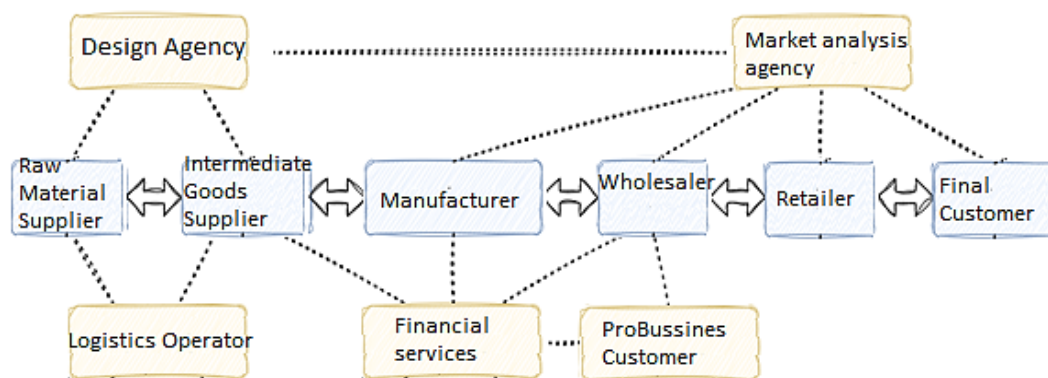 Design Agency
Market analysis
agency
Raw
Material
Supplier
Intermediate
Goods
Supplier
Manufacturer
Wholesaler
Retailer
Final
Customer
Logistics Operator
Financial
services
ProBussines
Customer